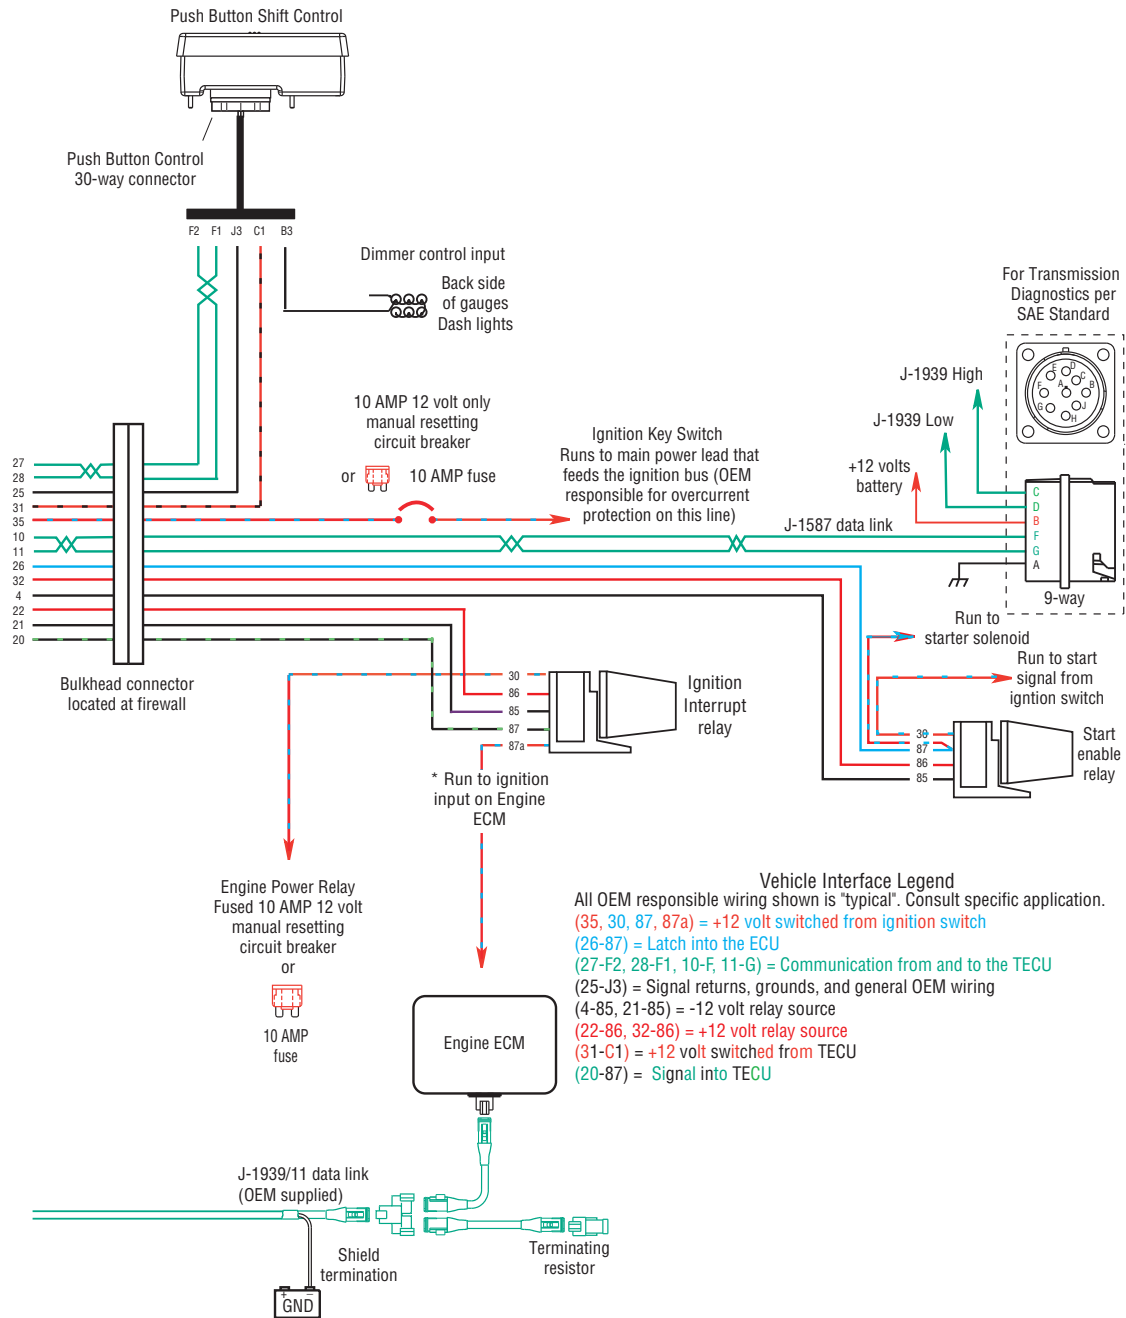 Push Button Shift Control
Push Button Control
30-way connector
F2 F1 J3 C1 B3
Dimmer control input
Back side
of gauges
Dash lights
For Transmission
Diagnostics per
SAE Standard
E D C B A F G H J
J-1939 High
J-1939 Low
+12 volts
battery
10 AMP 12 volt only
manual resetting
circuit breaker
or
10 AMP fuse
Ignition Key Switch
Runs to main power lead that
feeds the ignition bus (OEM
responsible for overcurrent
protection on this line)
J-1587 data link
C
D
B
F
G
A
9-way
27
28
25
31
35
10
11
26
32
4
22
21
20
Bulkhead connector
located at firewall
Run to
starter solenoid
Run to start
signal from
igntion switch
30
86
85
87
87a
Ignition
Interrupt
relay
30
87
86
85
Start
enable
relay
* Run to ignition
input on Engine
ECM
Engine Power Relay
Fused 10 AMP 12 volt
manual resetting
circuit breaker
or
10 AMP
fuse
Vehicle Interface Legend
All OEM responsible wiring shown is "typical". Consult specific application.
(35, 30, 87, 87a) = +12 volt switched from ignition switch
(26-87) = Latch into the ECU
(27-F2, 28-F1, 10-F, 11-G) = Communication from and to the TECU
(25-J3) = Signal returns, grounds, and general OEM wiring
(4-85, 21-85) = -12 volt relay source
(22-86, 32-86) = +12 volt relay source
(31-C1) = +12 volt switched from TECU
(20-87) = Signal into TECU
Engine ECM
J-1939/11 data link
(OEM supplied)
Shield
termination
Terminating
resistor
+ –
GND